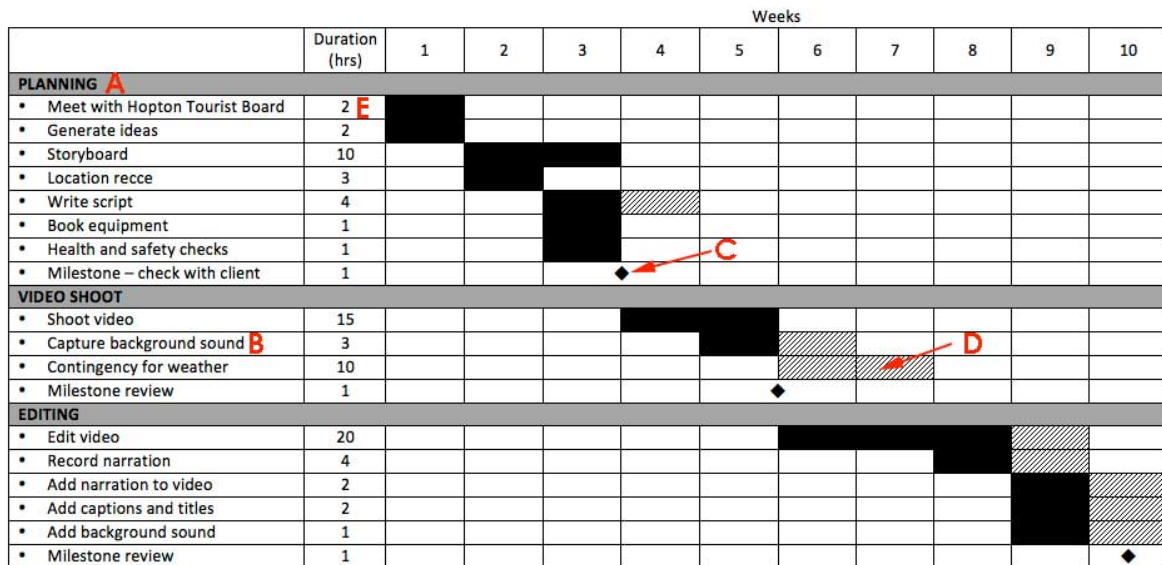 Weeks
Duration (hrs) 1 2 3 4 5 6 7 8 9 10
PLANNING A
• Meet with Hopton Tourist Board 2 E
• Generate ideas 2
• Storyboard 10
• Location recce 3
• Write script 4
• Book equipment 1
• Health and safety checks 1
C
• Milestone – check with client 1
VIDEO SHOOT
• Shoot video 15
• Capture background sound B 3 D
• Contingency for weather 10
• Milestone review 1
EDITING
• Edit video 20
• Record narration 4
• Add narration to video 2
• Add captions and titles 2
• Add background sound 1
• Milestone review 1